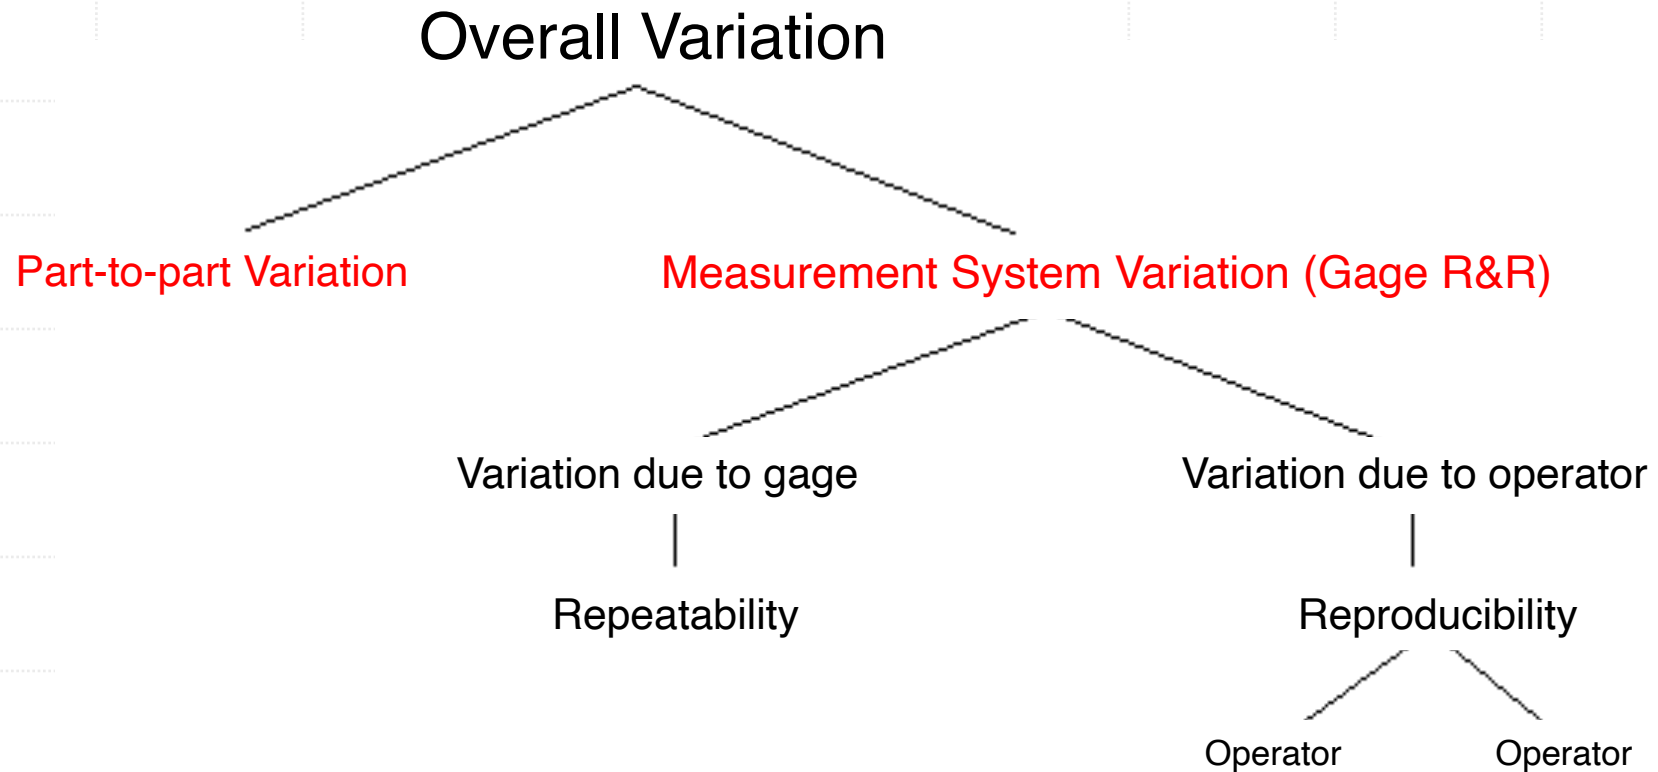 Overall Variation
Part-to-part Variation
Measurement System Variation (Gage R&R)
Variation due to gage
Variation due to operator
Repeatability
Reproducibility
Operator
Operator